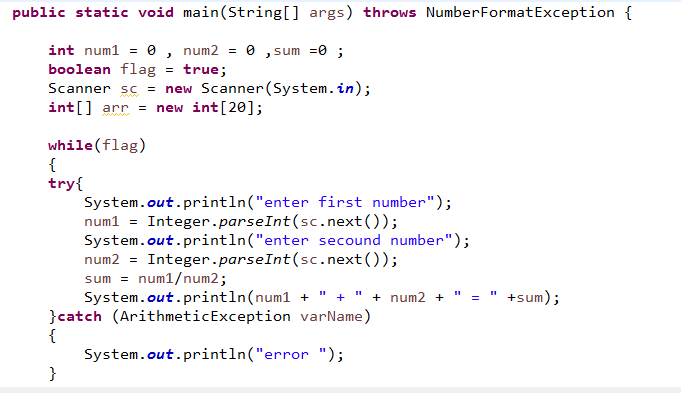 public static void main(String[] args) throws NumberFormatException {
int num1 = 0 , num2 = 0 ,sum =0 ;
boolean flag = true;
Scanner sc = new Scanner(System.in);
int[] arr = new int[20];
while(flag)
{
try{
System.out.println("enter first number");
num1 = Integer.parseInt(sc.next());
System.out.println("enter secound number");
num2 = Integer.parseInt(sc.next());
sum = num1/num2;
System.out.println(num1 + " + " + num2 + " = " +sum);
}catch (ArithmeticException varName)
{
System.out.println("error ");
}